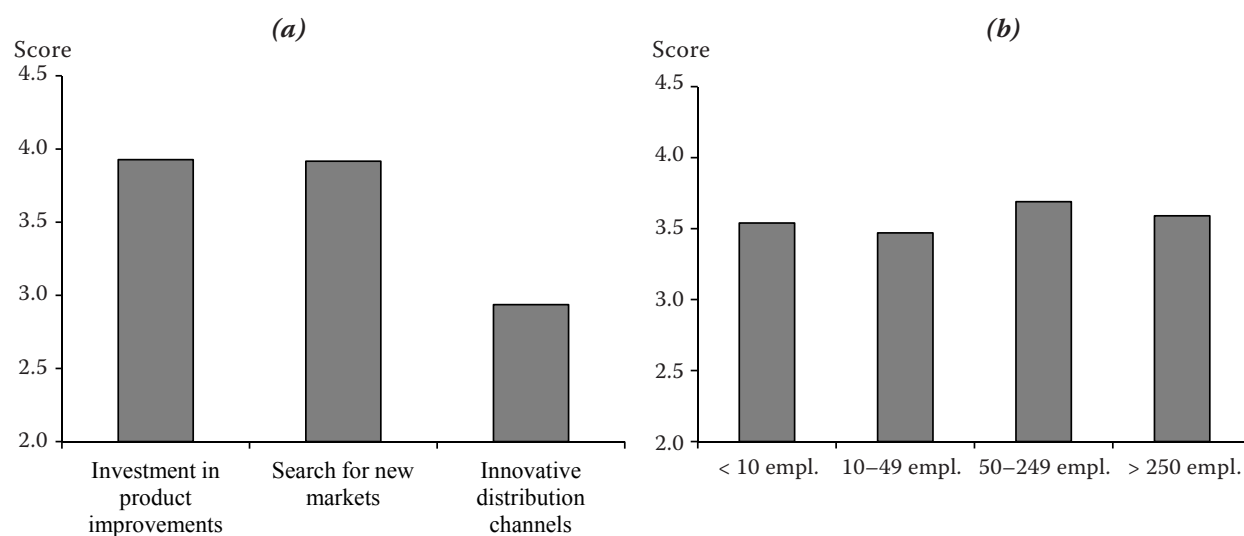 (a)
Score
4.5
4.0
3.5
3.0
2.5
2.0
Investment in
product
improvements
Search for new
markets
Innovative
distribution
channels
(b)
Score
4.5
4.0
3.5
3.0
2.5
2.0
< 10 empl.
10–49 empl.
50–249 empl.
> 250 empl.